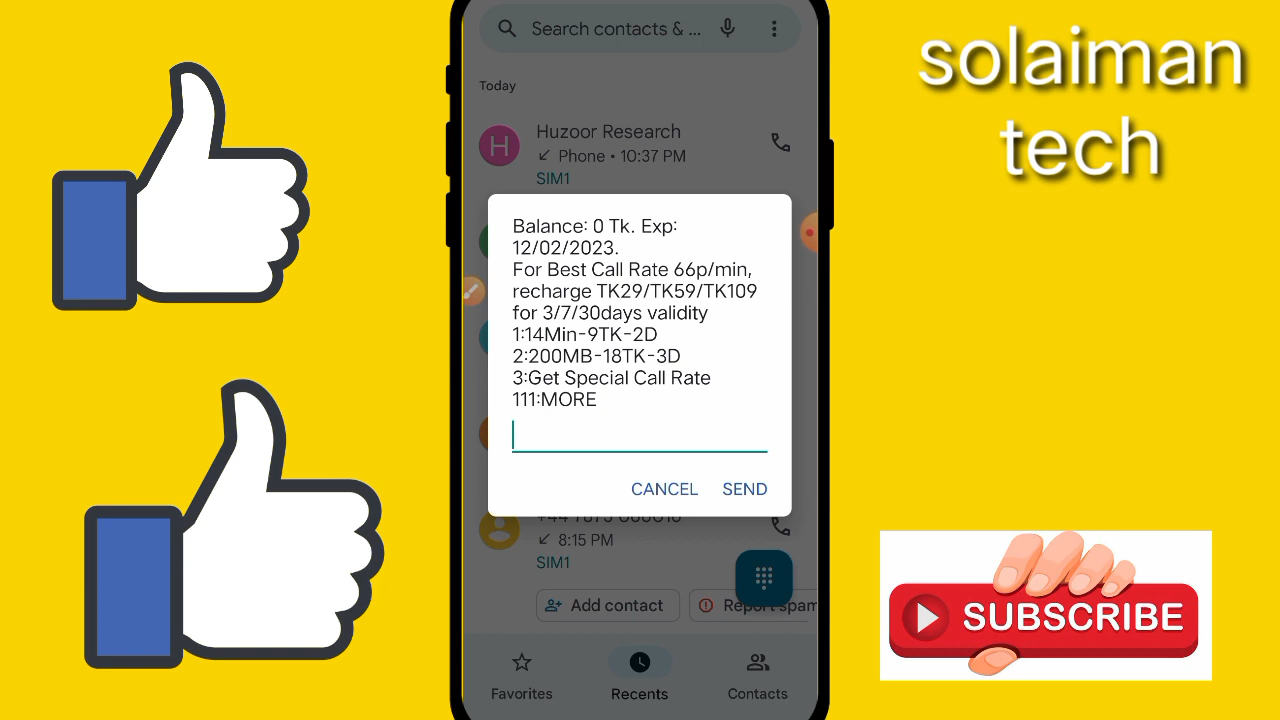 solaiman
tech
Search contacts & ...
Today
H
Huzoor Research
Phone • 10:37 PM
SIM1
Balance: 0 Tk. Exp:
12/02/2023.
For Best Call Rate 66p/min,
recharge TK29/TK59/TK109
for 3/7/30days validity
1:14Min-9TK-2D
2:200MB-18TK-3D
3:Get Special Call Rate
111:MORE
CANCEL SEND
8:15 PM
SIM1
Add contact Report spam
Favorites Recents Contacts
SUBSCRIBE